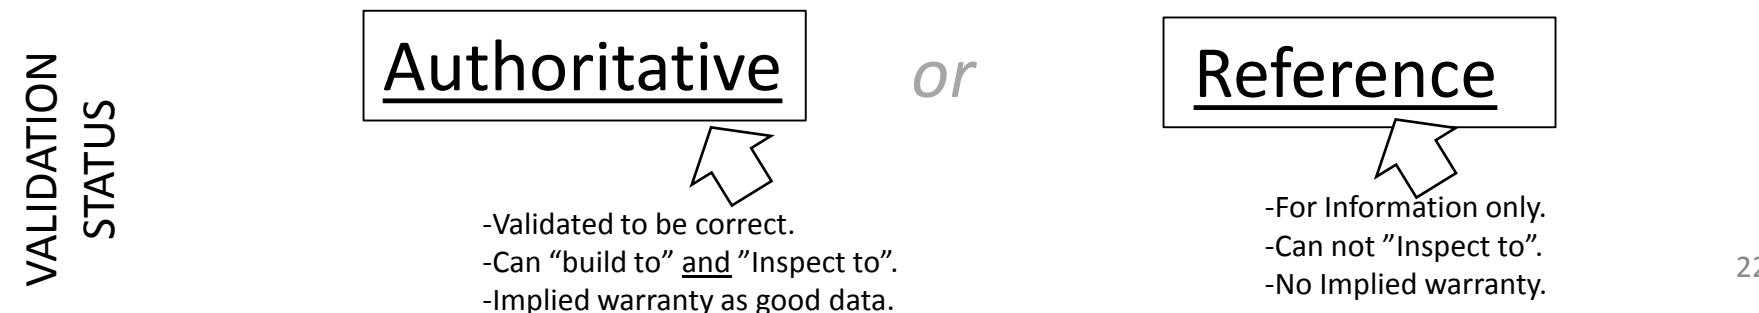 VALIDATION
STATUS
Authoritative or Reference
-Validated to be correct.
-Can “build to” and ”Inspect to”.
-Implied warranty as good data.
-For Information only.
-Can not ”Inspect to”.
-No Implied warranty.